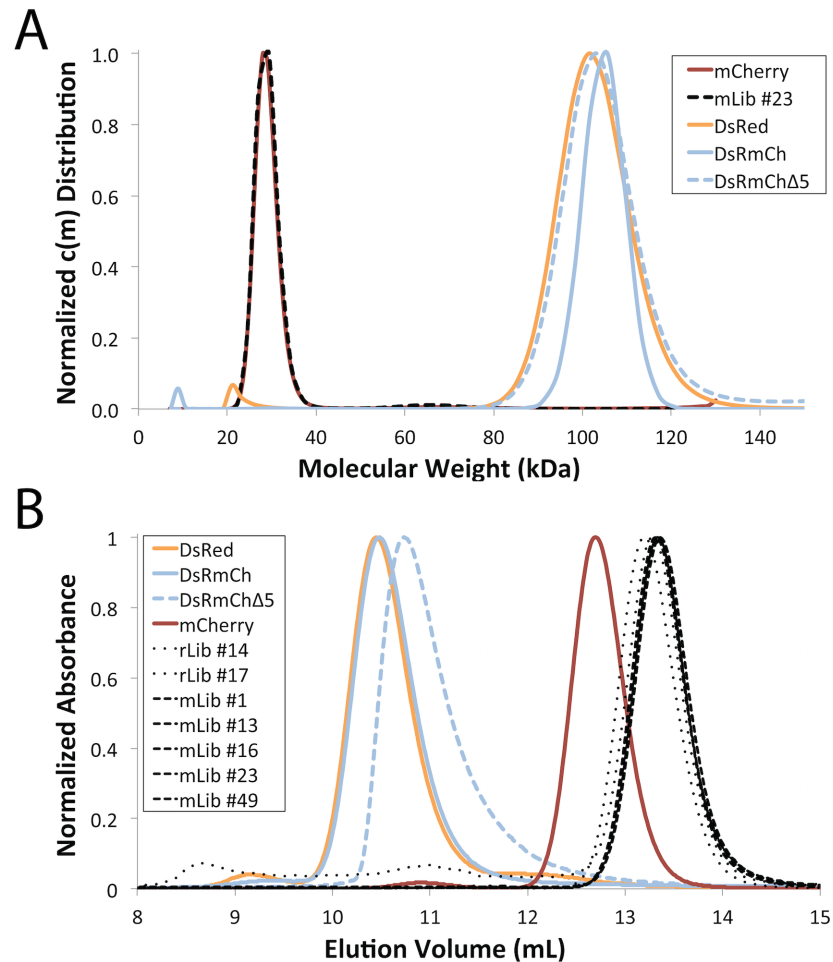 A
Normalized c(m) Distribution
1.0
0.8
0.6
0.4
0.2
0.0
0 20 40 60 80 100 120 140
Molecular Weight (kDa)
mCherry
mLib #23
DsRed
DsRmCh
DsRmChΔ5
B
Normalized Absorbance
1
0.8
0.6
0.4
0.2
0
8 9 10 11 12 13 14 15
Elution Volume (mL)
DsRed
DsRmCh
DsRmChΔ5
mCherry
rLib #14
rLib #17
mLib #1
mLib #13
mLib #16
mLib #23
mLib #49